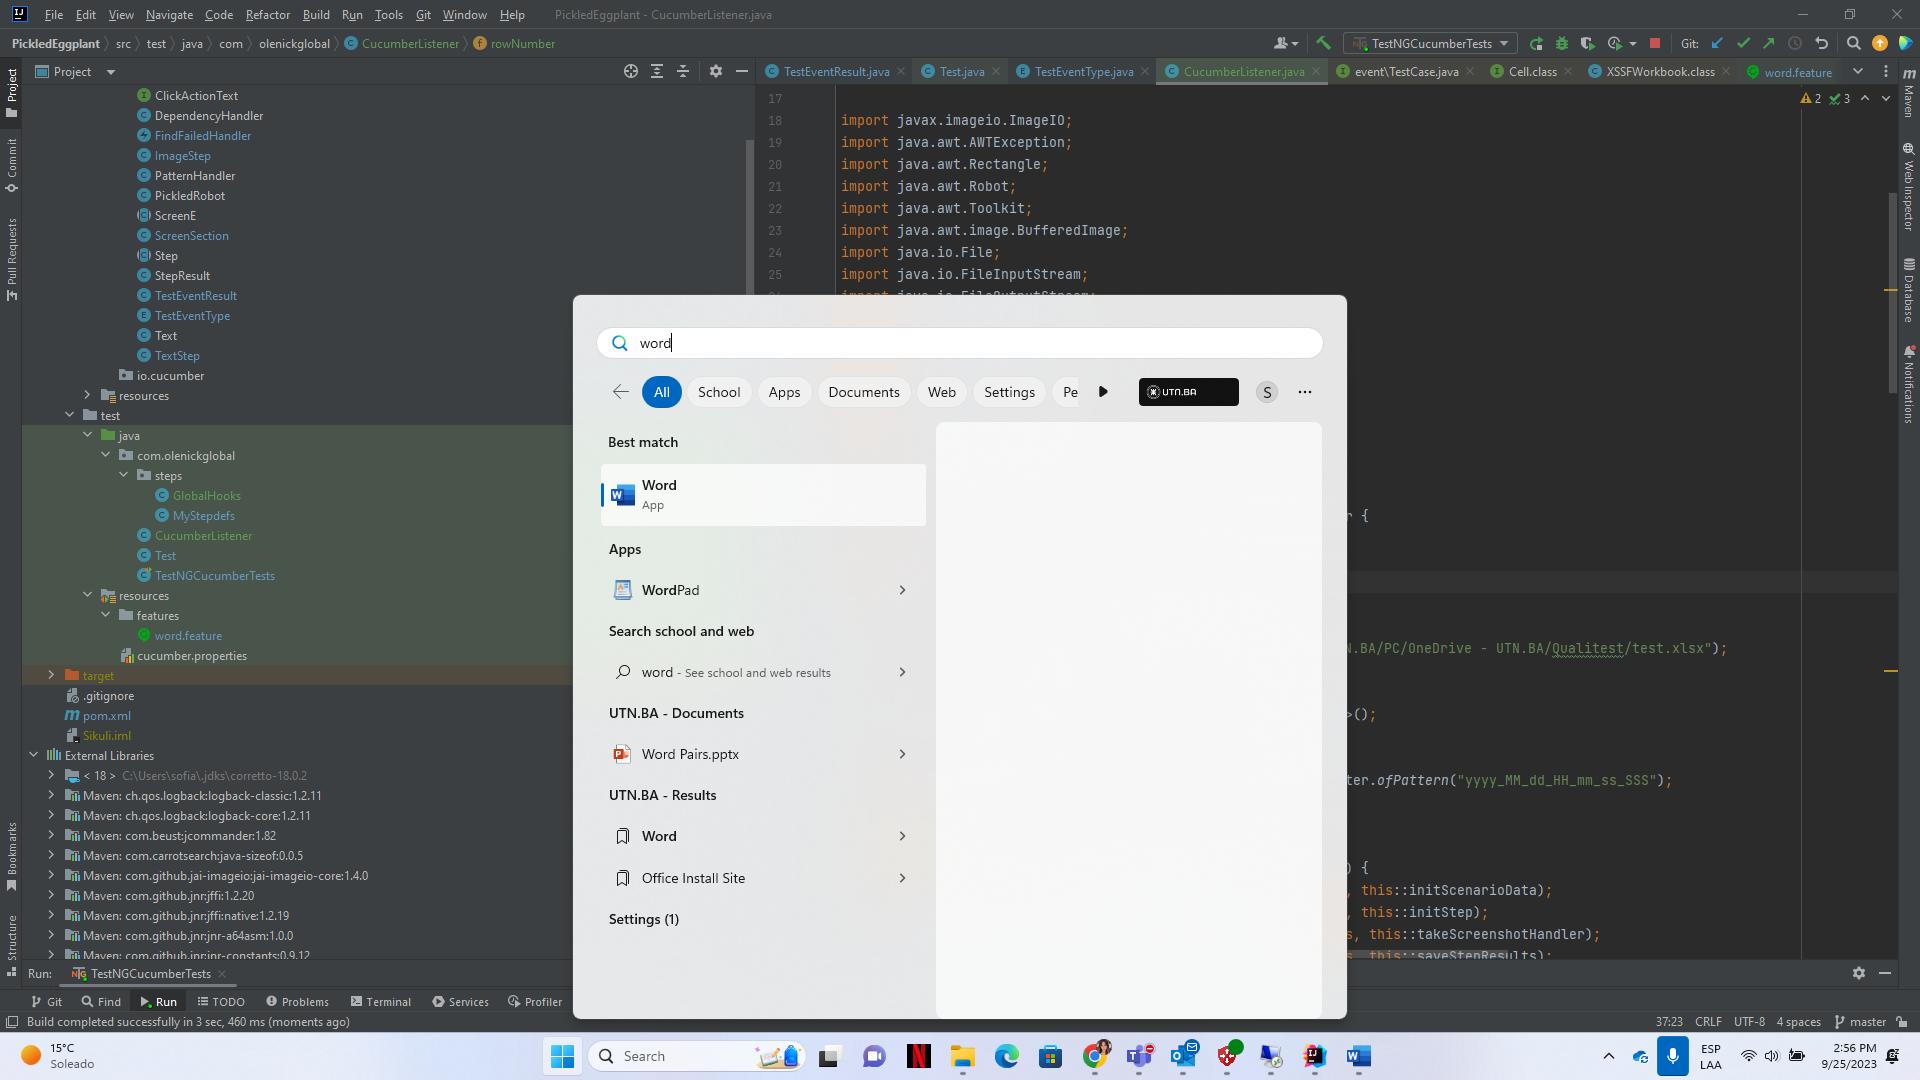 File Edit View Navigate Code Refactor Build Run Tools Git Window Help PickledEggplant - CucumberListener.java
PickledEggplant src test java com olenickglobal CucumberListener rowNumber TestNGCucumberTests Git:
Project TestEventResult.java Test.java TestEventType.java CucumberListener.java event\TestCase.java Cell.class XSSFWorkbook.class word.feature
Project
Commit
Pull Requests
Bookmarks
Structure
ClickActionText
DependencyHandler
FindFailedHandler
ImageStep
PatternHandler
PickledRobot
ScreenE
ScreenSection
Step
StepResult
TestEventResult
TestEventType
Text
TextStep
io.cucumber
resources
test
java
com.olenickglobal
steps
GlobalHooks
MyStepdefs
CucumberListener
Test
TestNGCucumberTests
resources
features
word.feature
cucumber.properties
target
.gitignore
pom.xml
Sikuli.iml
External Libraries
< 18 > C:\Users\sofia\.jdks\corretto-18.0.2
Maven: ch.qos.logback:logback-classic:1.2.11
Maven: ch.qos.logback:logback-core:1.2.11
Maven: com.beust:jcommander:1.82
Maven: com.carrotsearch:java-sizeof:0.0.5
Maven: com.github.jai-imageio:jai-imageio-core:1.4.0
Maven: com.github.jnr:jffi:1.2.20
Maven: com.github.jnr:jffi:native:1.2.19
Maven: com.github.jnr:jnr-a64asm:1.0.0
Maven: com.github.jnr:jnr-constants:0.9.12
2 3
17
18 import javax.imageio.ImageIO;
19 import java.awt.AWTException;
20 import java.awt.Rectangle;
21 import java.awt.Robot;
22 import java.awt.Toolkit;
23 import java.awt.image.BufferedImage;
24 import java.io.File;
25 import java.io.FileInputStream;
import java.io.FileOutputStream;
r {
N.BA/PC/OneDrive - UTN.BA/Qualitest/test.xlsx");
>();
ter.ofPattern("yyyy_MM_dd_HH_mm_ss_SSS");
) {
, this::initScenarioData);
, this::initStep);
s, this::takeScreenshotHandler);
, this::saveStepResults);
m
Maven
Web Inspector
Database
Notifications
word
All School Apps Documents Web Settings Pe UTN.BA S
Best match
Word
App
Apps
WordPad
Search school and web
word - See school and web results
UTN.BA - Documents
Word Pairs.pptx
UTN.BA - Results
Word
Office Install Site
Settings (1)
Run: TestNGCucumberTests
Git Find Run TODO Problems Terminal Services Profiler
Build completed successfully in 3 sec, 460 ms (moments ago) 37:23 CRLF UTF-8 4 spaces master
15°C
Soleado
Search
ESP
LAA
2:56 PM
9/25/2023